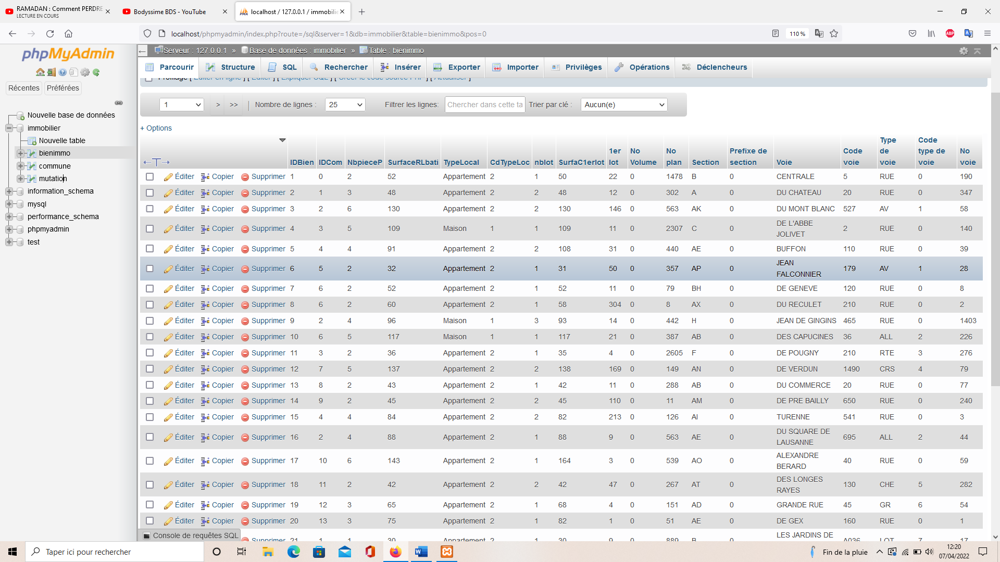 RAMADAN : Comment PERDRE
LECTURE EN COURS
Bodyssime BDS - YouTube
localhost / 127.0.0.1 / immobilie
localhost/phpmyadmin/index.php?route=/sql&server=1&db=immobilier&table=bienimmo&pos=0
110 %
ABP
phpMyAdmin
Récentes Préférées
Nouvelle base de données
immobilier
Nouvelle table
bienimmo
commune
mutation
information_schema
mysql
performance_schema
phpmyadmin
test
Serveur : 127.0.0.1 » Base de données : immobilier » Table : bienimmo
Parcourir Structure SQL Rechercher Insérer Exporter Importer Privilèges Opérations Déclencheurs
Profilage [ Éditer en ligne ] [ Éditer ] [ Expliquer SQL ] [ Créer le code source PHP ] [ Actualiser ]
1 > >> | Nombre de lignes : 25 Filtrer les lignes: Chercher dans cette ta Trier par clé : Aucun(e)
+ Options
←T→ IDBien IDCom NbpieceP SurfaceRLbati TypeLocal CdTypeLoc nblot SurfaC1erlot 1er lot No Volume No plan Section Prefixe de section Voie Code voie Type de voie Code type de voie No voie
Éditer Copier Supprimer 1 0 2 52 Appartement 2 1 50 22 0 1478 B 0 CENTRALE 5 RUE 0 190
Éditer Copier Supprimer 2 1 3 48 Appartement 2 2 48 12 0 302 A 0 DU CHATEAU 20 RUE 0 347
Éditer Copier Supprimer 3 2 6 130 Appartement 2 2 130 146 0 563 AK 0 DU MONT BLANC 527 AV 1 58
Éditer Copier Supprimer 4 3 5 109 Maison 1 1 109 11 0 2307 C 0 DE L'ABBE JOLIVET 2 RUE 0 140
Éditer Copier Supprimer 5 4 4 91 Appartement 2 2 108 31 0 440 AE 0 BUFFON 110 RUE 0 39
Éditer Copier Supprimer 6 5 2 32 Appartement 2 1 31 50 0 357 AP 0 JEAN FALCONNIER 179 AV 1 28
Éditer Copier Supprimer 7 6 2 52 Appartement 2 1 52 11 0 79 BH 0 DE GENEVE 120 RUE 0 8
Éditer Copier Supprimer 8 6 2 60 Appartement 2 1 58 304 0 8 AX 0 DU RECULET 210 RUE 0 2
Éditer Copier Supprimer 9 2 4 96 Maison 1 3 93 14 0 442 H 0 JEAN DE GINGINS 465 RUE 0 1403
Éditer Copier Supprimer 10 6 5 117 Maison 1 1 117 21 0 387 AB 0 DES CAPUCINES 36 ALL 2 226
Éditer Copier Supprimer 11 3 2 36 Appartement 2 1 35 4 0 2605 F 0 DE POUGNY 210 RTE 3 276
Éditer Copier Supprimer 12 7 5 137 Appartement 2 2 138 169 0 149 AN 0 DE VERDUN 1490 CRS 4 79
Éditer Copier Supprimer 13 8 2 43 Appartement 2 1 42 11 0 288 AB 0 DU COMMERCE 20 RUE 0 77
Éditer Copier Supprimer 14 9 2 45 Appartement 2 2 45 110 0 11 AM 0 DE PRE BAILLY 650 RUE 0 240
Éditer Copier Supprimer 15 4 4 84 Appartement 2 2 82 213 0 126 AI 0 TURENNE 541 RUE 0 3
Éditer Copier Supprimer 16 2 4 88 Appartement 2 1 88 9 0 563 AE 0 DU SQUARE DE LAUSANNE 695 ALL 2 44
Éditer Copier Supprimer 17 10 6 143 Appartement 2 1 164 3 0 539 AO 0 ALEXANDRE BERARD 40 RUE 0 59
Éditer Copier Supprimer 18 11 2 42 Appartement 2 2 42 47 0 267 AT 0 DES LONGES RAYES 130 CHE 5 282
Éditer Copier Supprimer 19 12 3 65 Appartement 2 1 68 4 0 151 AD 0 GRANDE RUE 45 GR 6 54
Éditer Copier Supprimer 20 13 3 75 Appartement 2 1 82 1 0 51 AE 0 DE GEX 160 RUE 0 1
Supprimer 21 1 1 30 Appartement 2 1 30 9 0 889 B 0 LES JARDINS DE A036 LOT 7 17
Console de requêtes SQL
Taper ici pour rechercher
Fin de la pluie
12:20
07/04/2022